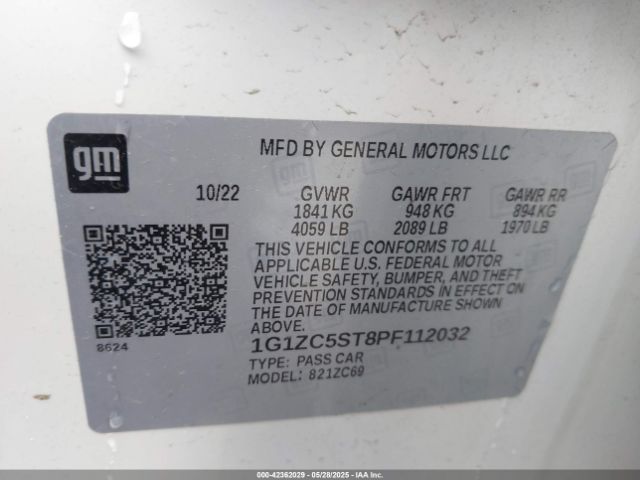 gm
MFD BY GENERAL MOTORS LLC
10/22 GVWR GAWR FRT GAWR RR
1841 KG 948 KG 894 KG
4059 LB 2089 LB 1970 LB
THIS VEHICLE CONFORMS TO ALL
APPLICABLE U.S. FEDERAL MOTOR
VEHICLE SAFETY, BUMPER, AND THEFT
PREVENTION STANDARDS IN EFFECT ON
THE DATE OF MANUFACTURE SHOWN
ABOVE.
8624
1G1ZC5ST8PF112032
TYPE: PASS CAR
MODEL: 821ZC69
000-42362029 - 05/28/2025 - IAAI.CA